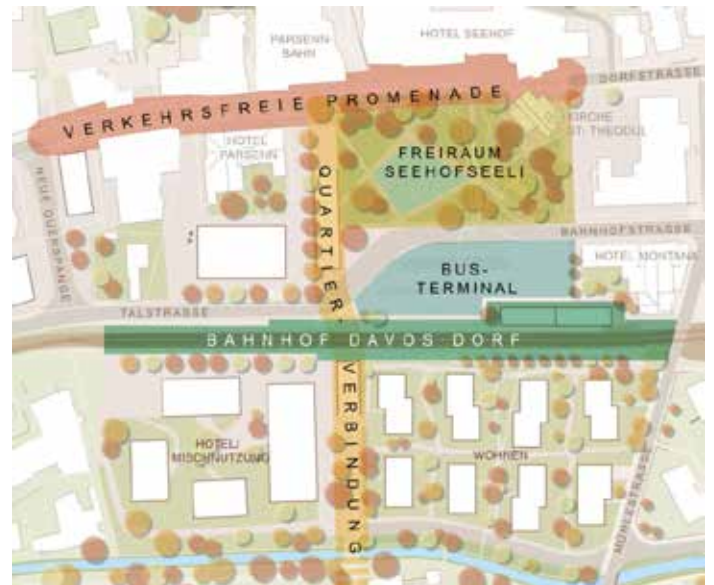 PARSENN-
BAHN
HOTEL SEEHOF
DORFSTRASSE
VERKEHRSFREIE PROMENADE
KIRCHE
ST. THEODUL
HOTEL
PARSENN
FREIRAUM
SEEHOFSEELI
NEUE QUERSPANGE
QUARTIER-
VERBINDUNG
BAHNHOFSTRASSE
HOTEL MONTANA
BUS-
TERMINAL
TALSTRASSE
BAHNHOF DAVOS DORF
HOTEL/
MISCHNUTZUNG
WOHNEN
MÜHLESTRASSE